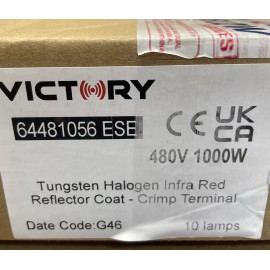 VICTORY
64481056 ESE
CE UK
CA
480V 1000W
Tungsten Halogen Infra Red
Reflector Coat - Crimp Terminal
Date Code:G46
10 lamps